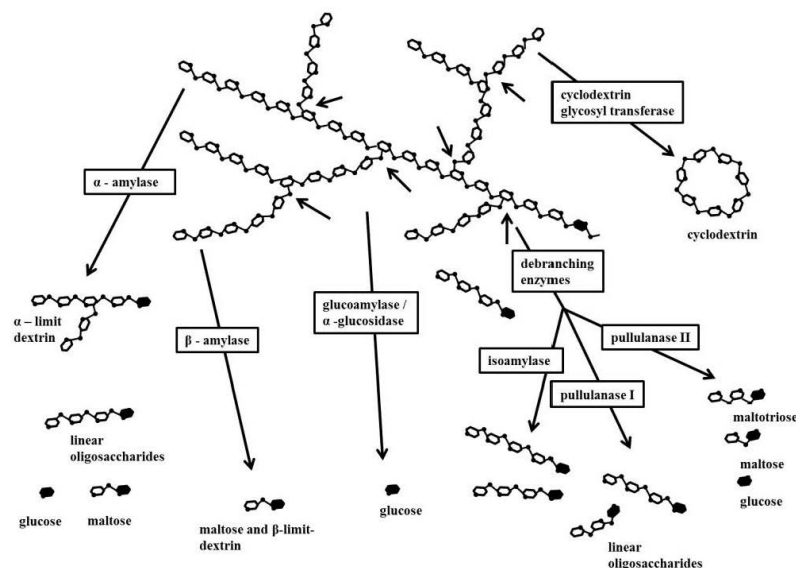 cyclodextrin
glycosyl transferase
α - amylase
cyclodextrin
debranching
enzymes
glucoamylase /
α -glucosidase
α – limit
dextrin
β - amylase
isoamylase
pullulanase II
pullulanase I
maltotriose
linear
oligosaccharides
maltose
glucose
maltose
maltose and β-limit-
dextrin
glucose
glucose
linear
oligosaccharides